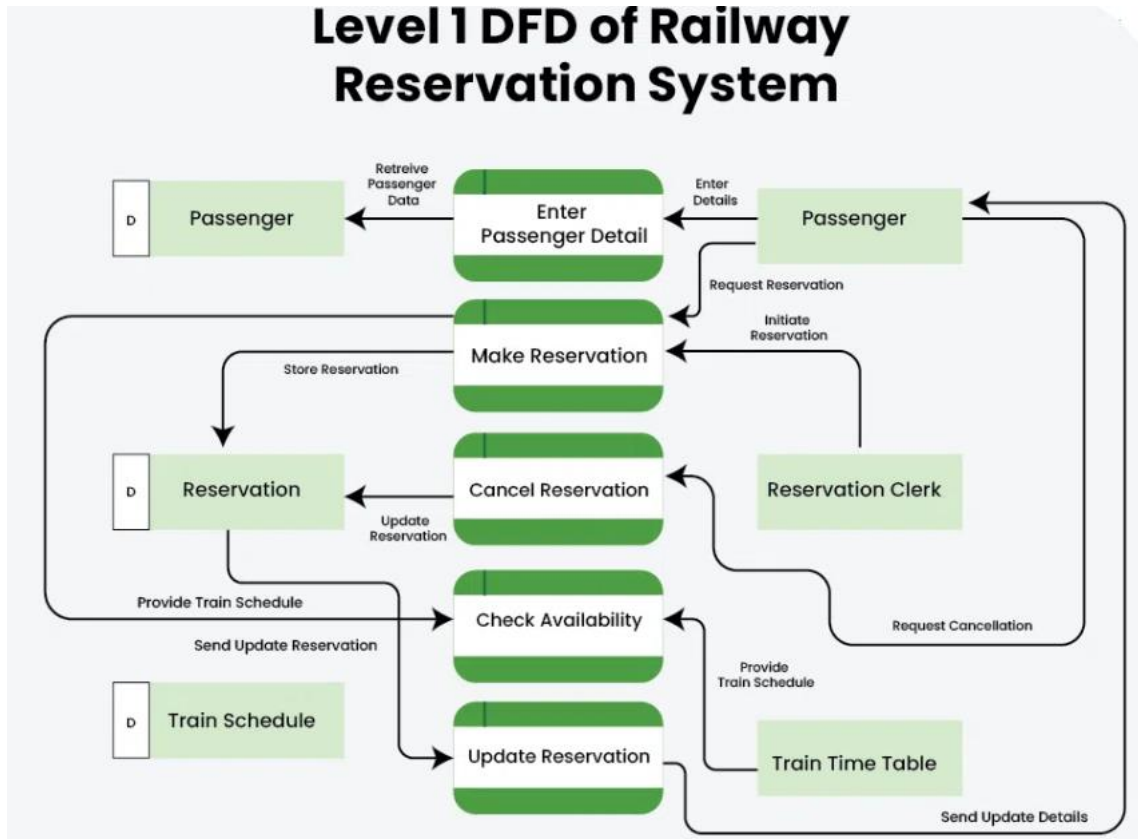 Level 1 DFD of Railway
Reservation System
Retreive
Passenger
Data
Enter
Details
D
Passenger
Enter
Passenger Detail
Passenger
Request Reservation
Initiate
Reservation
Make Reservation
Store Reservation
D
Reservation
Cancel Reservation
Reservation Clerk
Update
Reservation
Provide Train Schedule
Check Availability
Request Cancellation
Send Update Reservation
Provide
Train Schedule
D
Train Schedule
Update Reservation
Train Time Table
Send Update Details